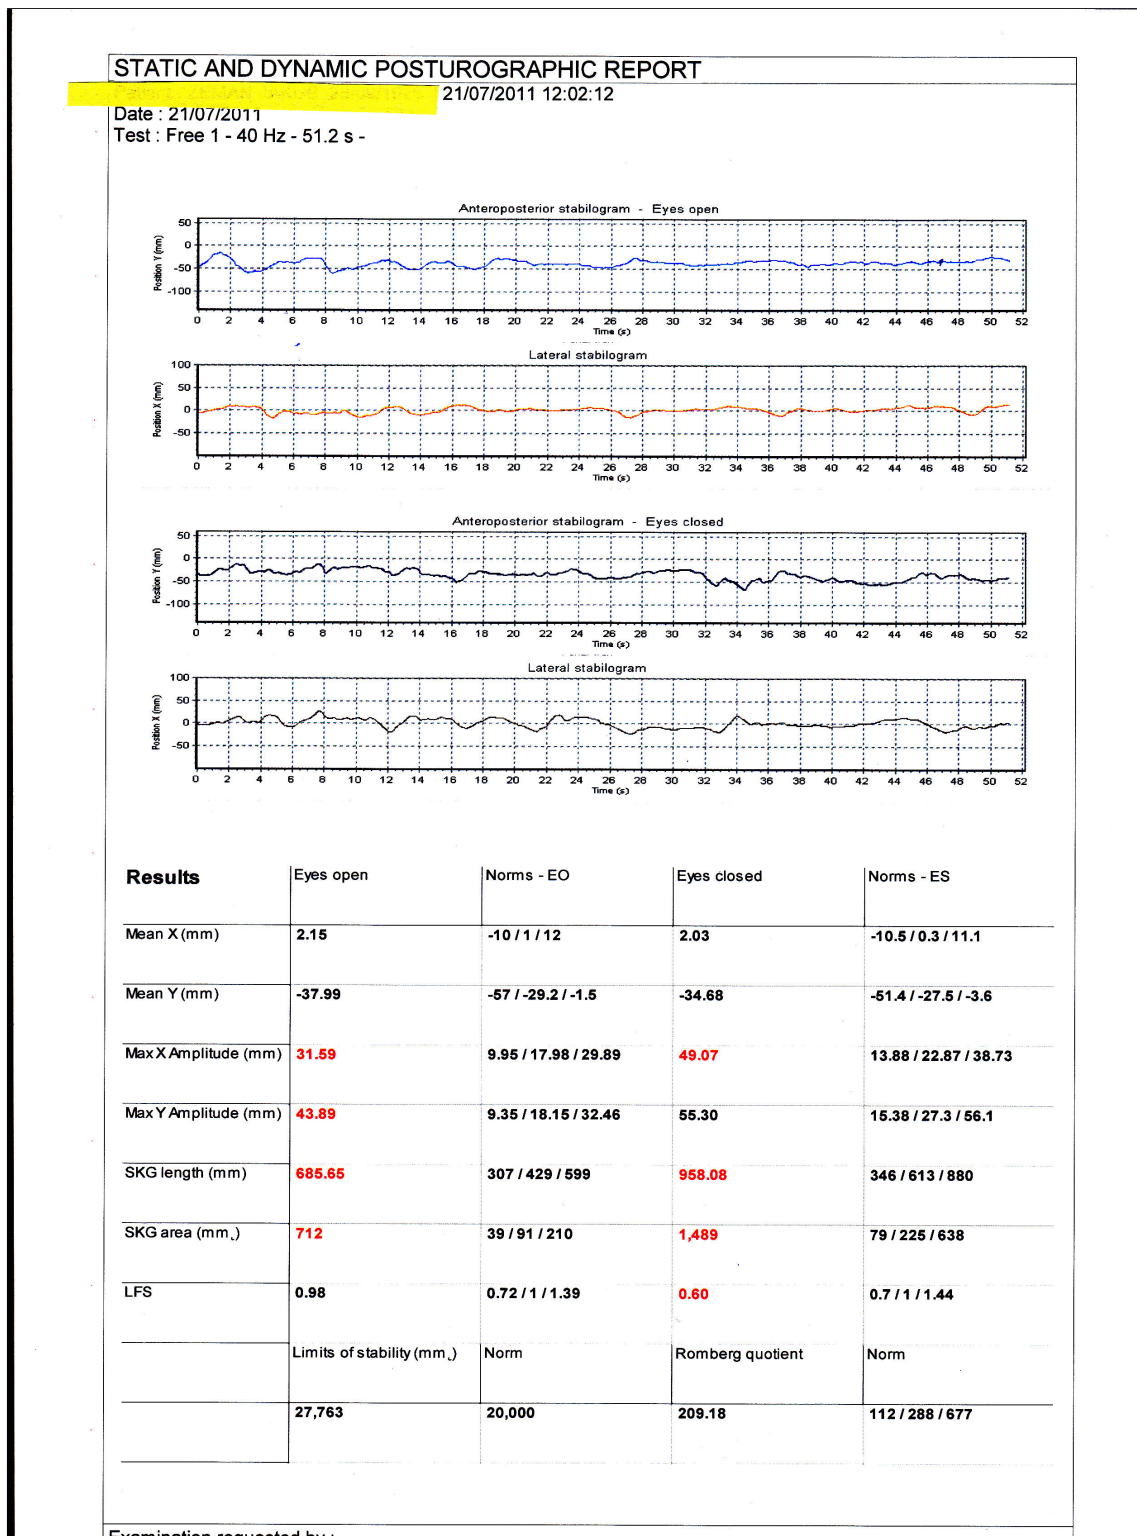 STATIC AND DYNAMIC POSTUROGRAPHIC REPORT
21/07/2011 12:02:12
Date : 21/07/2011
Test : Free 1 - 40 Hz - 51.2 s -
Anteroposterior stabilogram - Eyes open
Position Y (mm)
50
0
-50
-100
0 2 4 6 8 10 12 14 16 18 20 22 24 26 28 30 32 34 36 38 40 42 44 46 48 50 52
Time (s)
Lateral stabilogram
Position X (mm)
100
50
0
-50
0 2 4 6 8 10 12 14 16 18 20 22 24 26 28 30 32 34 36 38 40 42 44 46 48 50 52
Time (s)
Anteroposterior stabilogram - Eyes closed
Position Y (mm)
50
0
-50
-100
0 2 4 6 8 10 12 14 16 18 20 22 24 26 28 30 32 34 36 38 40 42 44 46 48 50 52
Time (s)
Lateral stabilogram
Position X (mm)
100
50
0
-50
0 2 4 6 8 10 12 14 16 18 20 22 24 26 28 30 32 34 36 38 40 42 44 46 48 50 52
Time (s)
Results Eyes open Norms - EO Eyes closed Norms - ES
Mean X (mm) 2.15 -10 / 1 / 12 2.03 -10.5 / 0.3 / 11.1
Mean Y (mm) -37.99 -57 / -29.2 / -1.5 -34.68 -51.4 / -27.5 / -3.6
Max X Amplitude (mm) 31.59 9.95 / 17.98 / 29.89 49.07 13.88 / 22.87 / 38.73
Max Y Amplitude (mm) 43.89 9.35 / 18.15 / 32.46 55.30 15.38 / 27.3 / 56.1
SKG length (mm) 685.65 307 / 429 / 599 958.08 346 / 613 / 880
SKG area (mm.) 712 39 / 91 / 210 1,489 79 / 225 / 638
LFS 0.98 0.72 / 1 / 1.39 0.60 0.7 / 1 / 1.44
Limits of stability (mm.) Norm Romberg quotient Norm
27,763 20,000 209.18 112 / 288 / 677
Examination requested by :